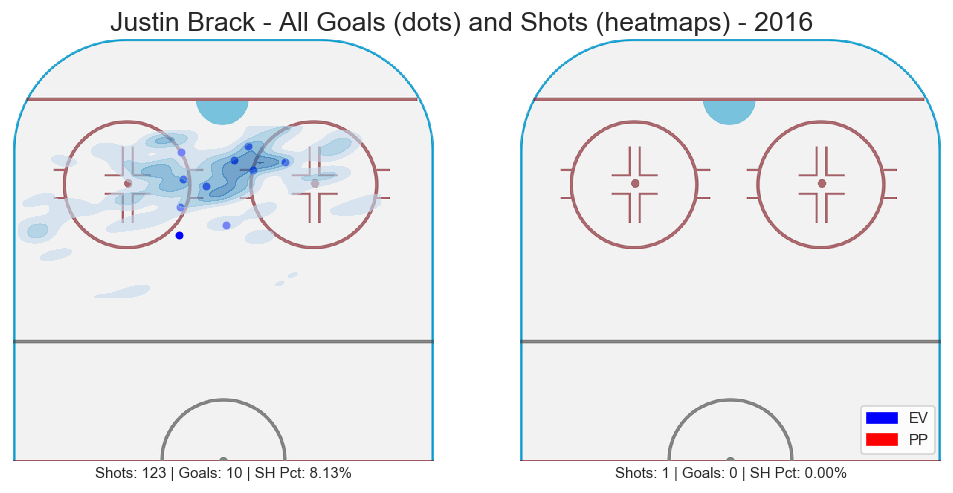 Justin Brack - All Goals (dots) and Shots (heatmaps) - 2016
EV
PP
Shots: 123 | Goals: 10 | SH Pct: 8.13%
Shots: 1 | Goals: 0 | SH Pct: 0.00%